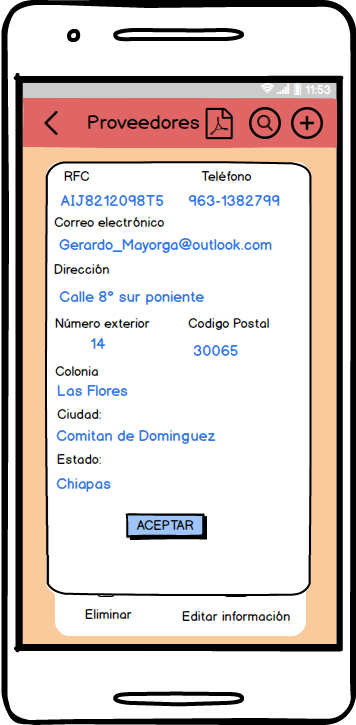 11:53
Proveedores
RFC Teléfono
AIJ8212098T5 963-1382799
Correo electrónico
Gerardo_Mayorga@outlook.com
Dirección
Calle 8° sur poniente
Número exterior Codigo Postal
14 30065
Colonia
Las Flores
Ciudad:
Comitan de Dominguez
Estado:
Chiapas
ACEPTAR
Eliminar Editar información